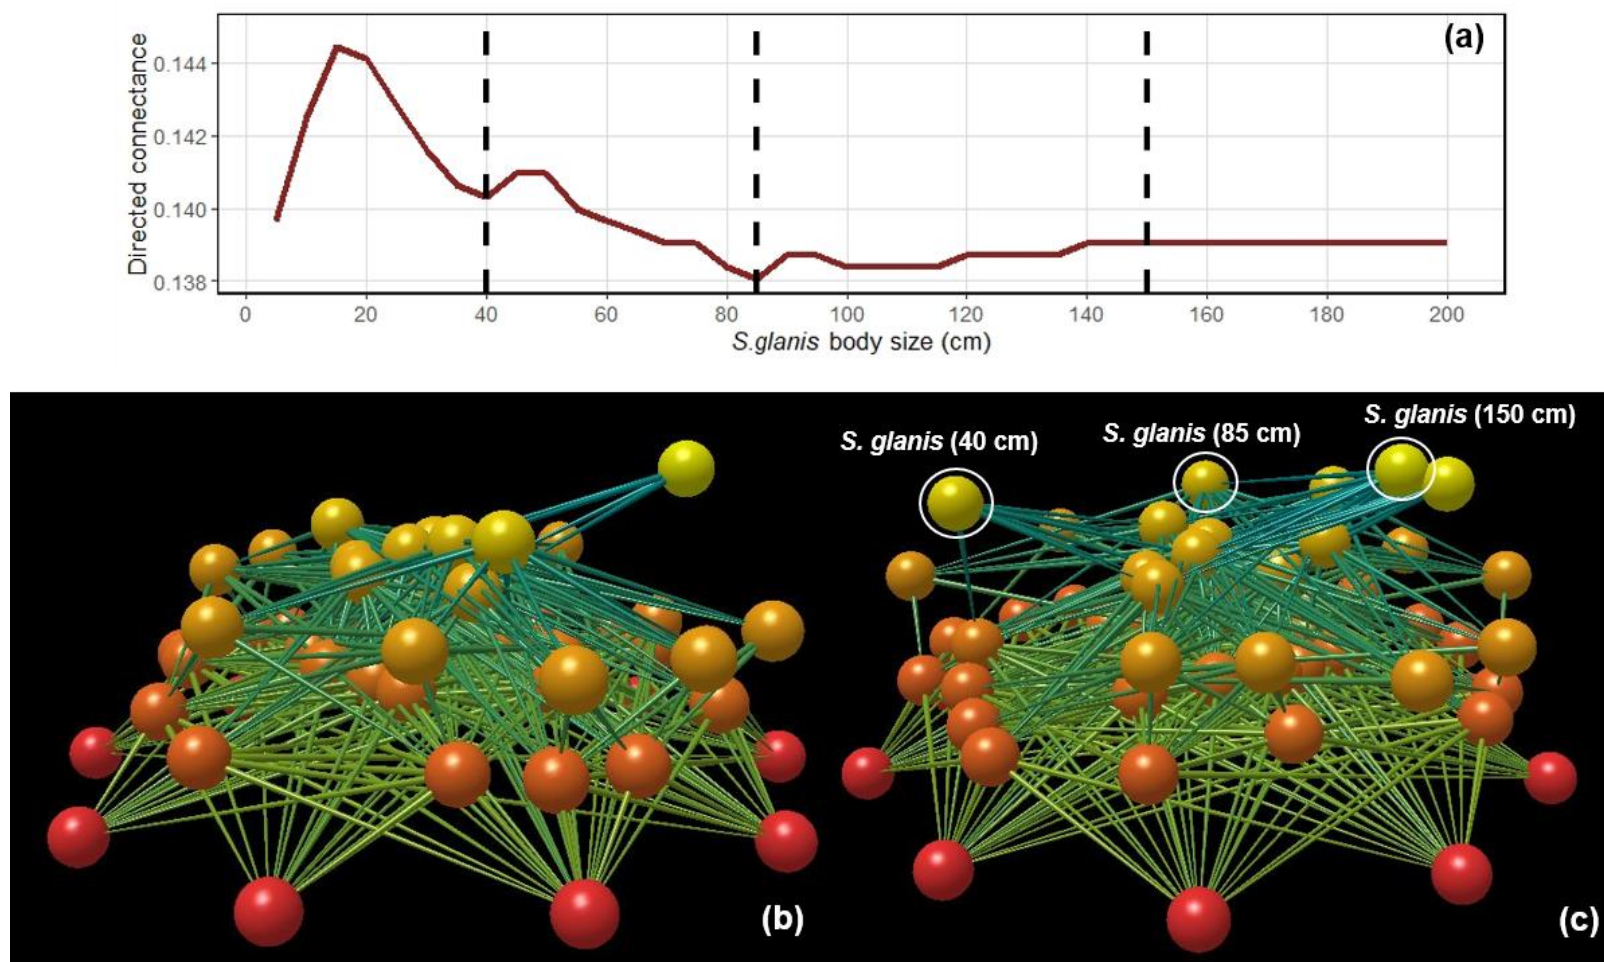 (a)
Directed connectance
0.144
0.142
0.140
0.138
0 20 40 60 80 100 120 140 160 180 200
S.glanis body size (cm)
S. glanis (40 cm)
S. glanis (85 cm)
S. glanis (150 cm)
(b)
(c)